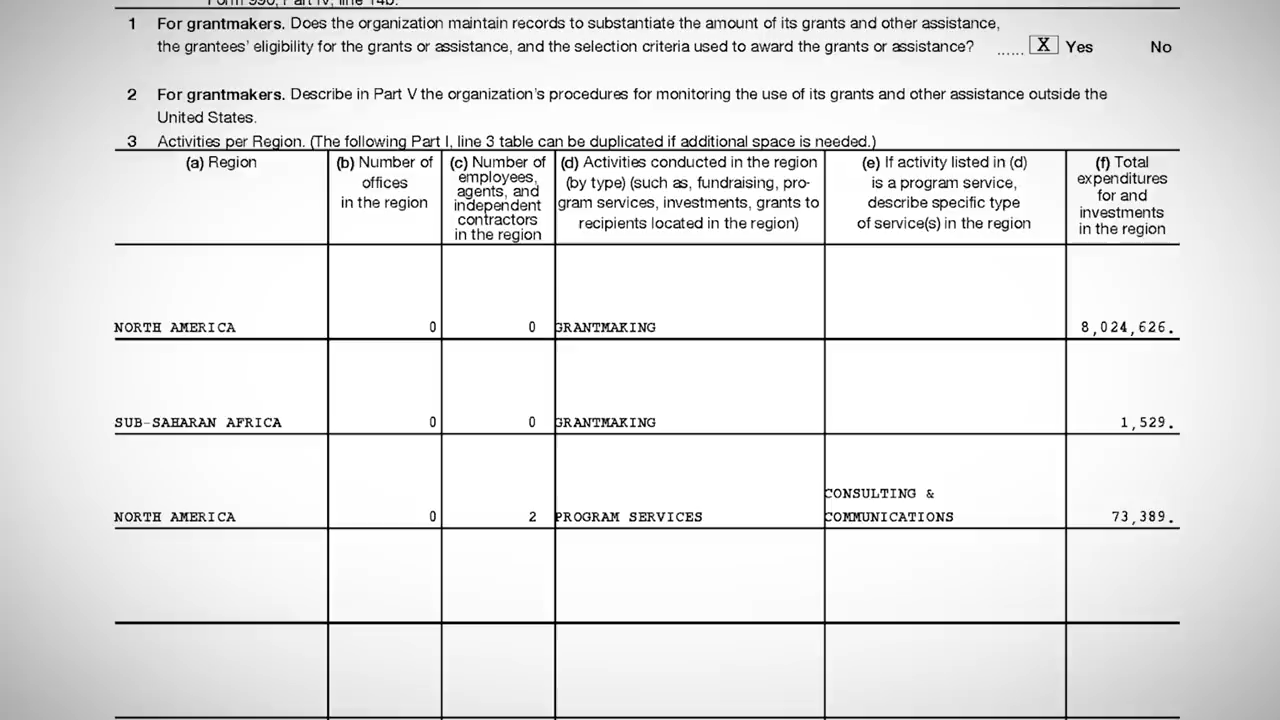 Form 990, Part IV, line 14b.
1 For grantmakers. Does the organization maintain records to substantiate the amount of its grants and other assistance,
the grantees' eligibility for the grants or assistance, and the selection criteria used to award the grants or assistance? ...... X Yes No
2 For grantmakers. Describe in Part V the organization's procedures for monitoring the use of its grants and other assistance outside the
United States.
3 Activities per Region. (The following Part I, line 3 table can be duplicated if additional space is needed.)
(a) Region
(b) Number of
offices
in the region
(c) Number of
employees,
agents, and
independent
contractors
in the region
(d) Activities conducted in the region
(by type) (such as, fundraising, pro-
gram services, investments, grants to
recipients located in the region)
(e) If activity listed in (d)
is a program service,
describe specific type
of service(s) in the region
(f) Total
expenditures
for and
investments
in the region
NORTH AMERICA 0 0 GRANTMAKING 8,024,626.
SUB-SAHARAN AFRICA 0 0 GRANTMAKING 1,529.
CONSULTING &
NORTH AMERICA 0 2 PROGRAM SERVICES COMMUNICATIONS 73,389.